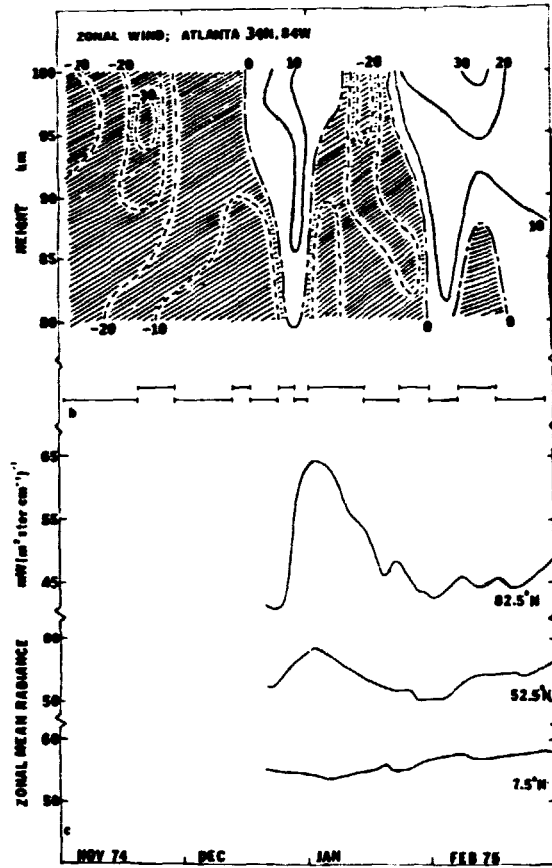 ZONAL WIND; ATLANTA 34N, 84W
-20 -20 0 10 -20 30 20
100
95
90
85
80
HEIGHT km
10
-20 -10 0 0
b
65
55
45
mW(m² ster cm⁻¹)⁻¹
82.5°N
60
50
52.5°N
ZONAL MEAN RADIANCE
60
50
7.5°N
c
NOV 74 DEC JAN FEB 75